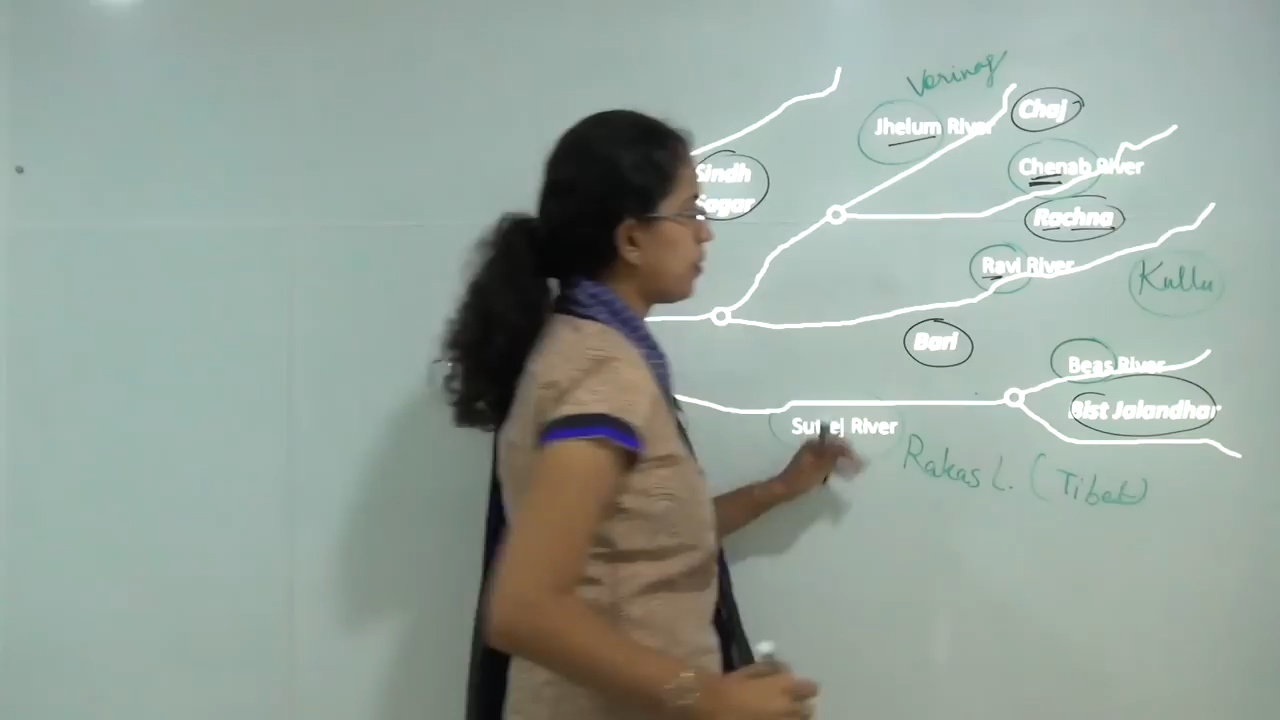 Verinag
Chaj
Jhelum River
Chenab River
Sindh
Sagar
Rachna
Ravi River
Kullu
Bari
Beas River
Bist Jalandhar
Sutlej River
Rakas L. (Tibet)